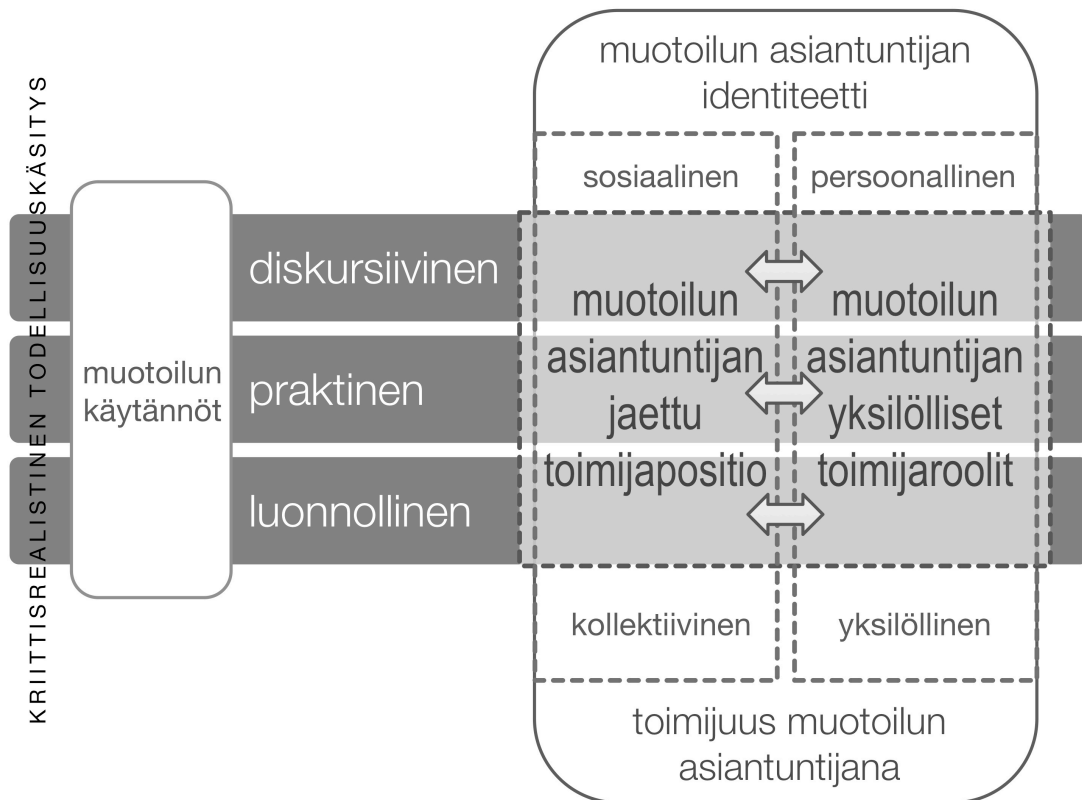 KRIITTISREALISTINEN TODELLISUUSKÄSITYS
muotoilun
käytännöt
diskursiivinen
praktinen
luonnollinen
muotoilun asiantuntijan
identiteetti
sosiaalinen
persoonallinen
muotoilun
asiantuntijan
jaettu
toimijapositio
muotoilun
asiantuntijan
yksilölliset
toimijaroolit
kollektiivinen
yksilöllinen
toimijuus muotoilun
asiantuntijana